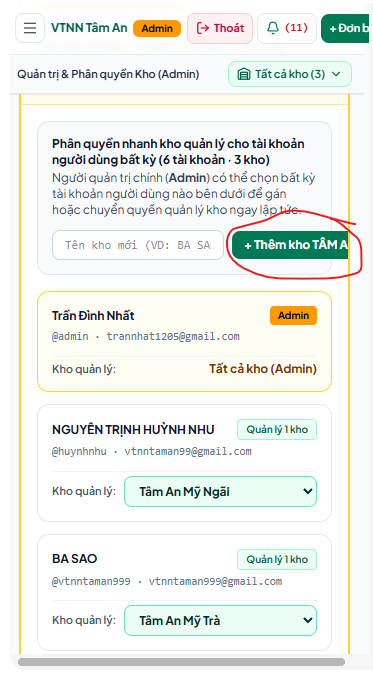 VTNN Tâm An Admin Thoát (11) + Đơn b
Quản trị & Phân quyền Kho (Admin) Tất cả kho (3)
Phân quyền nhanh kho quản lý cho tài khoản
người dùng bất kỳ (6 tài khoản · 3 kho)
Người quản trị chính (Admin) có thể chọn bất kỳ
tài khoản người dùng nào bên dưới để gán
hoặc chuyển quyền quản lý kho ngay lập tức.
Tên kho mới (VD: BA SA + Thêm kho TÂM A
Trần Đình Nhất Admin
@admin · trannhat1205@gmail.com
Kho quản lý: Tất cả kho (Admin)
NGUYỄN TRỊNH HUỲNH NHU Quản lý 1 kho
@huynhnhu · vtnntaman99@gmail.com
Kho quản lý: Tâm An Mỹ Ngãi
BA SAO Quản lý 1 kho
@vtnntaman999 · vtnntaman999@gmail.com
Kho quản lý: Tâm An Mỹ Trà